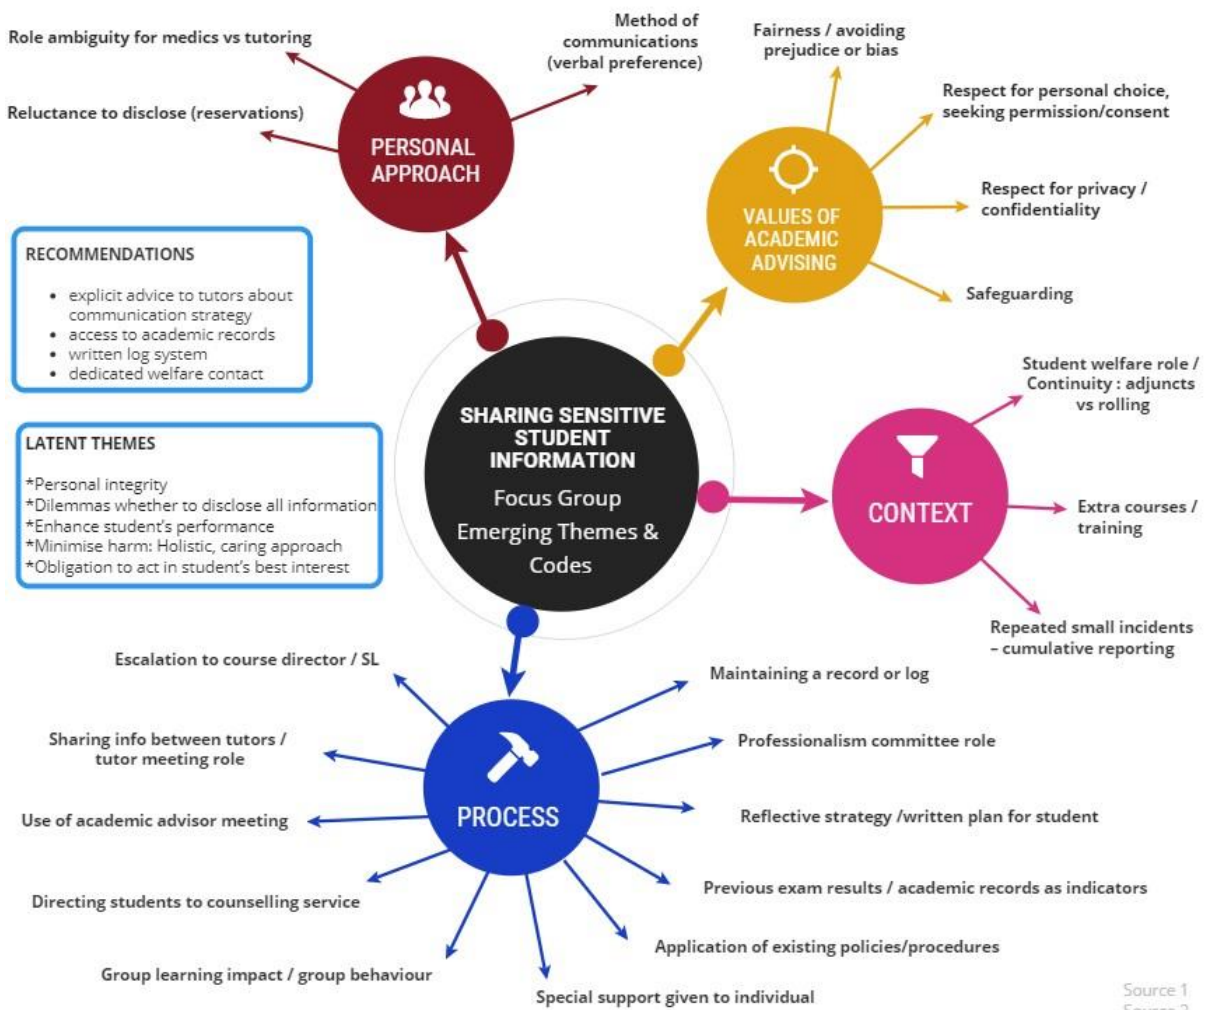 Role ambiguity for medics vs tutoring
Reluctance to disclose (reservations)
Method of
communications
(verbal preference)
PERSONAL
APPROACH
Fairness / avoiding
prejudice or bias
Respect for personal choice,
seeking permission/consent
Respect for privacy /
confidentiality
Safeguarding
VALUES OF
ACADEMIC
ADVISING
RECOMMENDATIONS
• explicit advice to tutors about
communication strategy
• access to academic records
• written log system
• dedicated welfare contact
LATENT THEMES
*Personal integrity
*Dilemmas whether to disclose all information
*Enhance student's performance
*Minimise harm: Holistic, caring approach
*Obligation to act in student's best interest
SHARING SENSITIVE
STUDENT
INFORMATION
Focus Group
Emerging Themes &
Codes
Student welfare role /
Continuity : adjuncts
vs rolling
CONTEXT
Extra courses /
training
Repeated small incidents
– cumulative reporting
Escalation to course director / SL
Sharing info between tutors /
tutor meeting role
Use of academic advisor meeting
Directing students to counselling service
Group learning impact / group behaviour
PROCESS
Maintaining a record or log
Professionalism committee role
Reflective strategy /written plan for student
Previous exam results / academic records as indicators
Application of existing policies/procedures
Special support given to individual
Source 1
Source 2